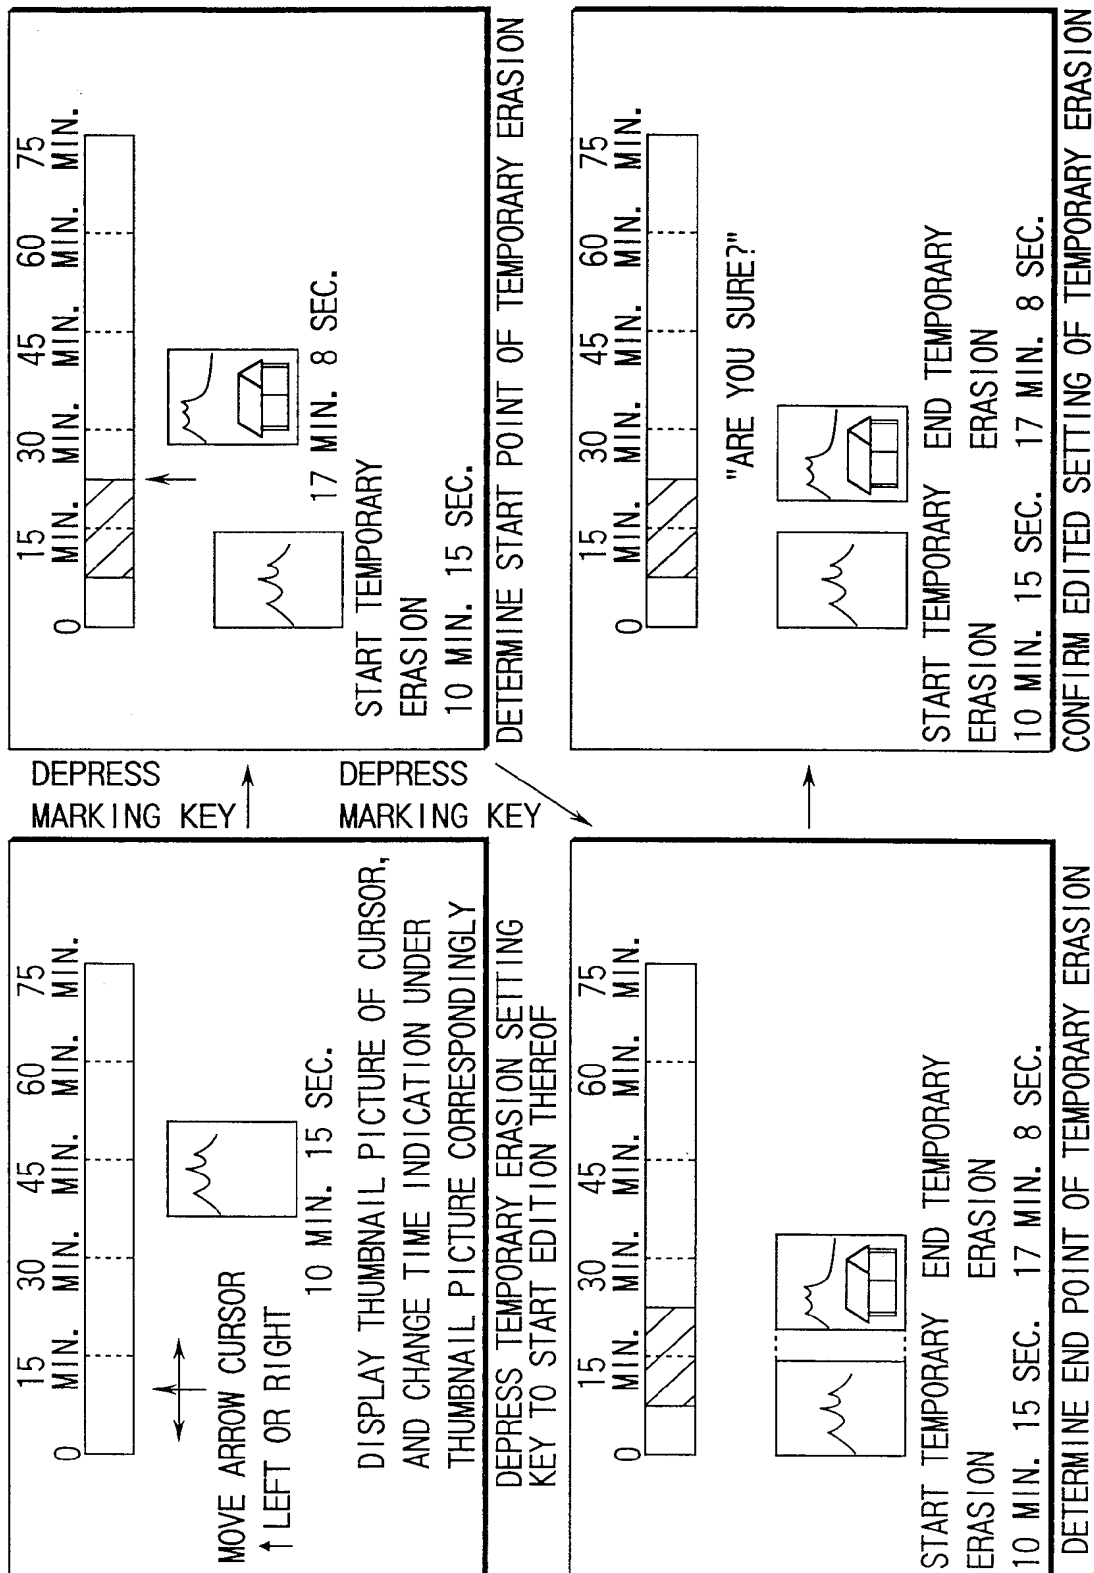 0
15 MIN.
30 MIN.
45 MIN.
60 MIN.
75 MIN.
MOVE ARROW CURSOR
↑ LEFT OR RIGHT
10 MIN. 15 SEC.
DISPLAY THUMBNAIL PICTURE OF CURSOR,
AND CHANGE TIME INDICATION UNDER
THUMBNAIL PICTURE CORRESPONDINGLY
DEPRESS TEMPORARY ERASION SETTING
KEY TO START EDITION THEREOF
DEPRESS
MARKING KEY
0
15 MIN.
30 MIN.
45 MIN.
60 MIN.
75 MIN.
17 MIN. 8 SEC.
START TEMPORARY
ERASION
10 MIN. 15 SEC.
DETERMINE START POINT OF TEMPORARY ERASION
DEPRESS
MARKING KEY
0
15 MIN.
30 MIN.
45 MIN.
60 MIN.
75 MIN.
START TEMPORARY END TEMPORARY
ERASION ERASION
10 MIN. 15 SEC. 17 MIN. 8 SEC.
DETERMINE END POINT OF TEMPORARY ERASION
0
15 MIN.
30 MIN.
45 MIN.
60 MIN.
75 MIN.
"ARE YOU SURE?"
START TEMPORARY END TEMPORARY
ERASION ERASION
10 MIN. 15 SEC. 17 MIN. 8 SEC.
CONFIRM EDITED SETTING OF TEMPORARY ERASION